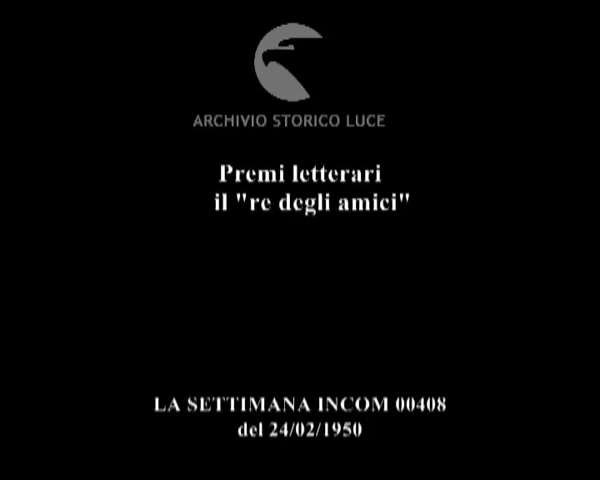 ARCHIVIO STORICO LUCE
Premi letterari
il "re degli amici"
LA SETTIMANA INCOM 00408
del 24/02/1950